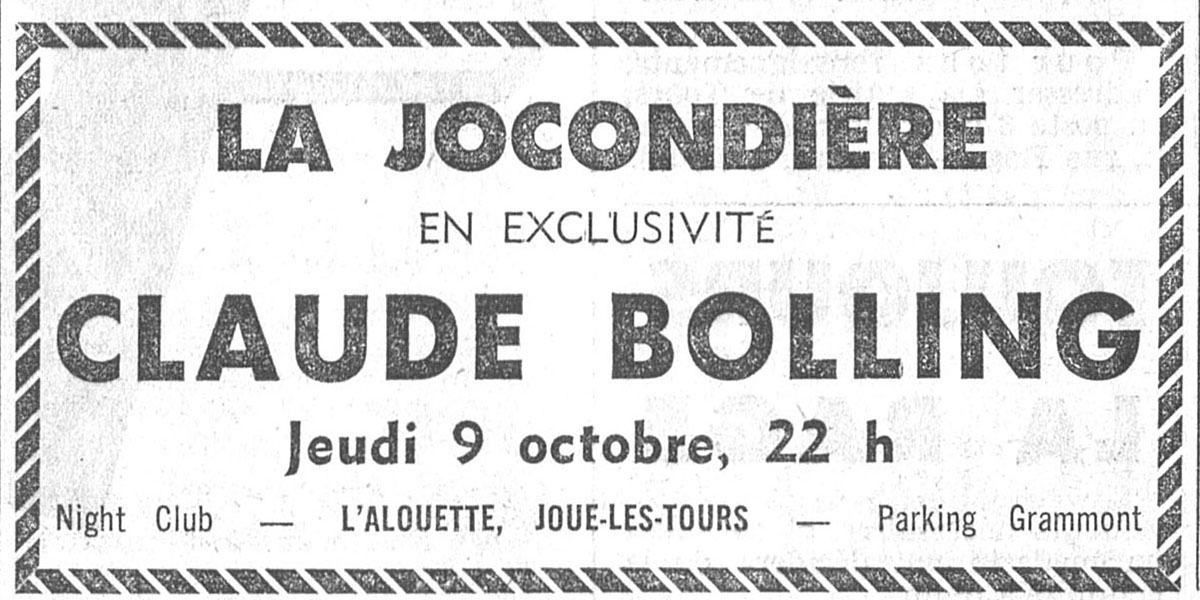 LA JOCONDIÈRE
EN EXCLUSIVITÉ
CLAUDE BOLLING
Jeudi 9 octobre, 22 h
Night Club — L'ALOUETTE, JOUE-LES-TOURS — Parking Grammont